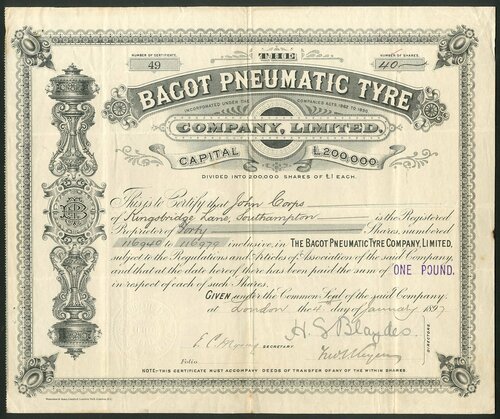 NUMBER OF CERTIFICATE. NUMBER OF SHARES.
49 40
THE
BAGOT PNEUMATIC TYRE
INCORPORATED UNDER THE COMPANIES ACTS. 1862 TO 1890.
COMPANY, LIMITED.
CAPITAL £200,000.
DIVIDED INTO 200,000 SHARES OF £1 EACH.
This is to Certify that John Corps
of Kingsbridge Lane, Southampton is the Registered
Proprietor of Forty Shares, numbered
116940 to 116979 inclusive, in THE BAGOT PNEUMATIC TYRE COMPANY, LIMITED,
subject to the Regulations and Articles of Association of the said Company
and that at the date hereof there has been paid the sum of ONE POUND.
in respect of each of such Shares.
GIVEN under the Common Seal of the said Company
at London the day of January 1897
H. S. Blaydes
SECRETARY.
DIRECTORS.
Folio
NOTE:-THIS CERTIFICATE MUST ACCOMPANY DEEDS OF TRANSFER OF ANY OF THE WITHIN SHARES.